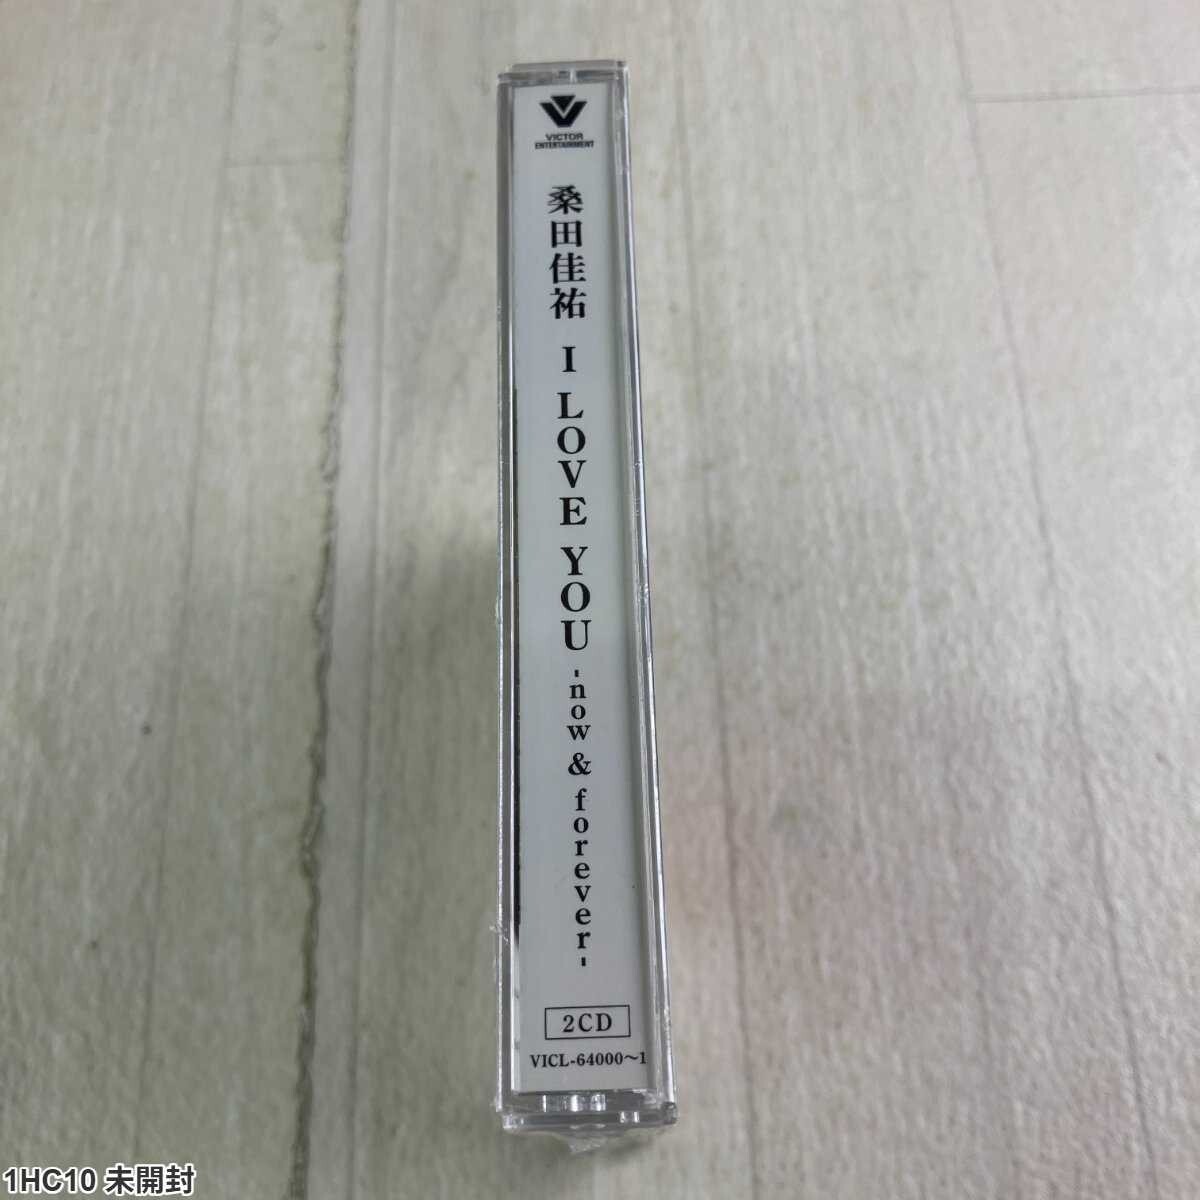 VICTOR
ENTERTAINMENT
桑田佳祐 I LOVE YOU -now & forever-
2CD
VICL-64000～1
1HC10 未開封